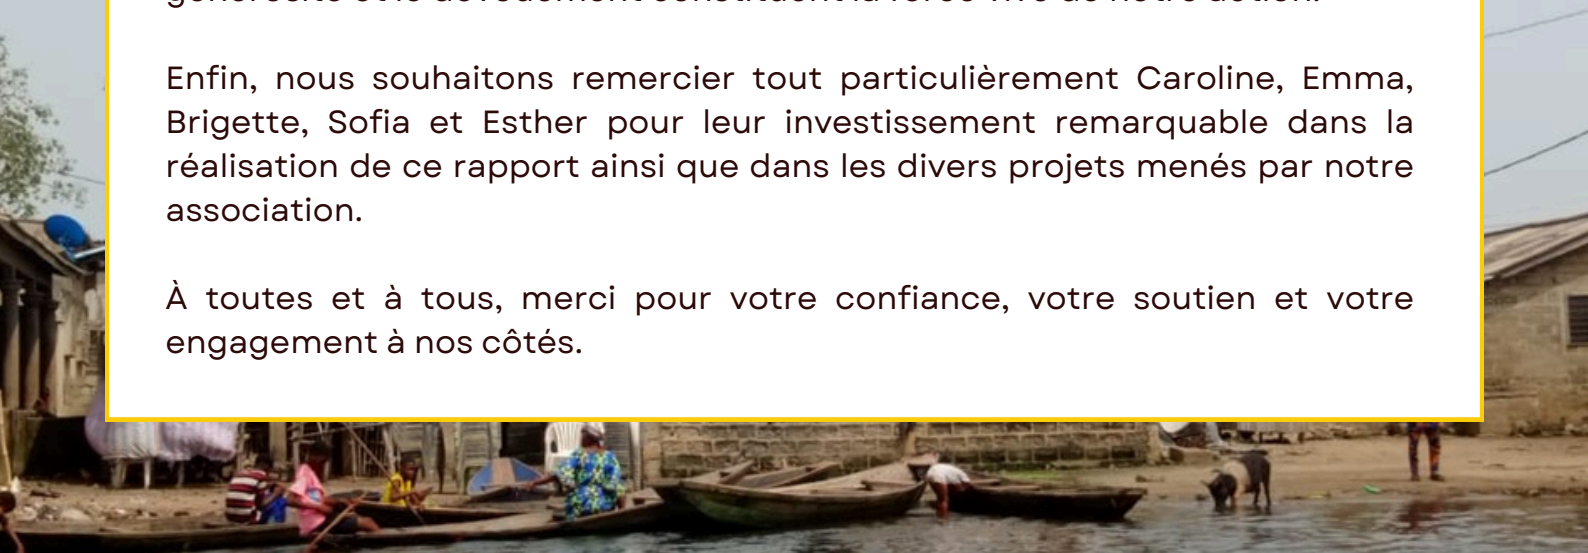 Enfin, nous souhaitons remercier tout particulièrement Caroline, Emma,
Brigette, Sofia et Esther pour leur investissement remarquable dans la
réalisation de ce rapport ainsi que dans les divers projets menés par notre
association.
À toutes et à tous, merci pour votre confiance, votre soutien et votre
engagement à nos côtés.